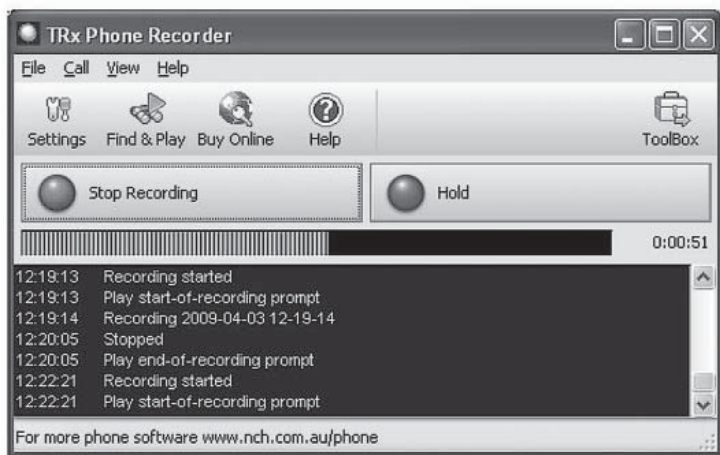 TRx Phone Recorder
File Call View Help
Settings Find & Play Buy Online Help ToolBox
Stop Recording Hold
0:00:51
12:19:13 Recording started
12:19:13 Play start-of-recording prompt
12:19:14 Recording 2009-04-03 12-19-14
12:20:05 Stopped
12:20:05 Play end-of-recording prompt
12:22:21 Recording started
12:22:21 Play start-of-recording prompt
For more phone software www.nch.com.au/phone